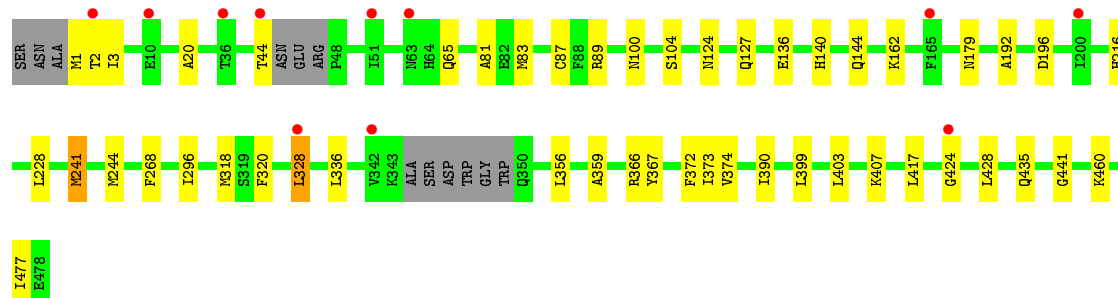 SER ASN ALA M1 T2 I3 E10 A20 T36 T44 ASN GLU ARG P48 I51 N63 H64 Q65 A81 E82 M83 C87 F88 R89 N100 S104 N124 Q127 E136 H140 Q144 K162 F165 N179 A192 D196 I200 H216
L228 M241 M244 F268 I296 M318 S319 F320 L328 L336 V342 K343 ALA SER ASP TRP GLY TRP Q350 L356 A359 R366 Y367 F372 I373 V374 I390 L399 L403 K407 L417 G424 L428 Q435 G441 K460
I477 E478